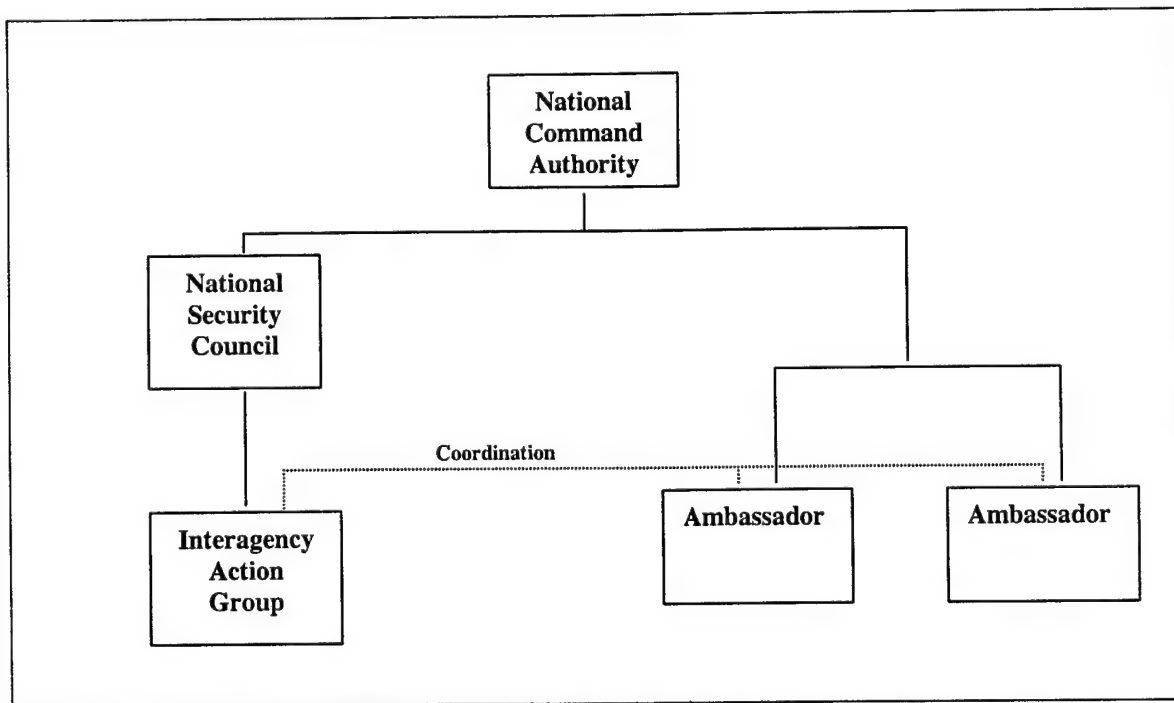 National
Command
Authority
National
Security
Council
Coordination
Interagency
Action
Group
Ambassador
Ambassador